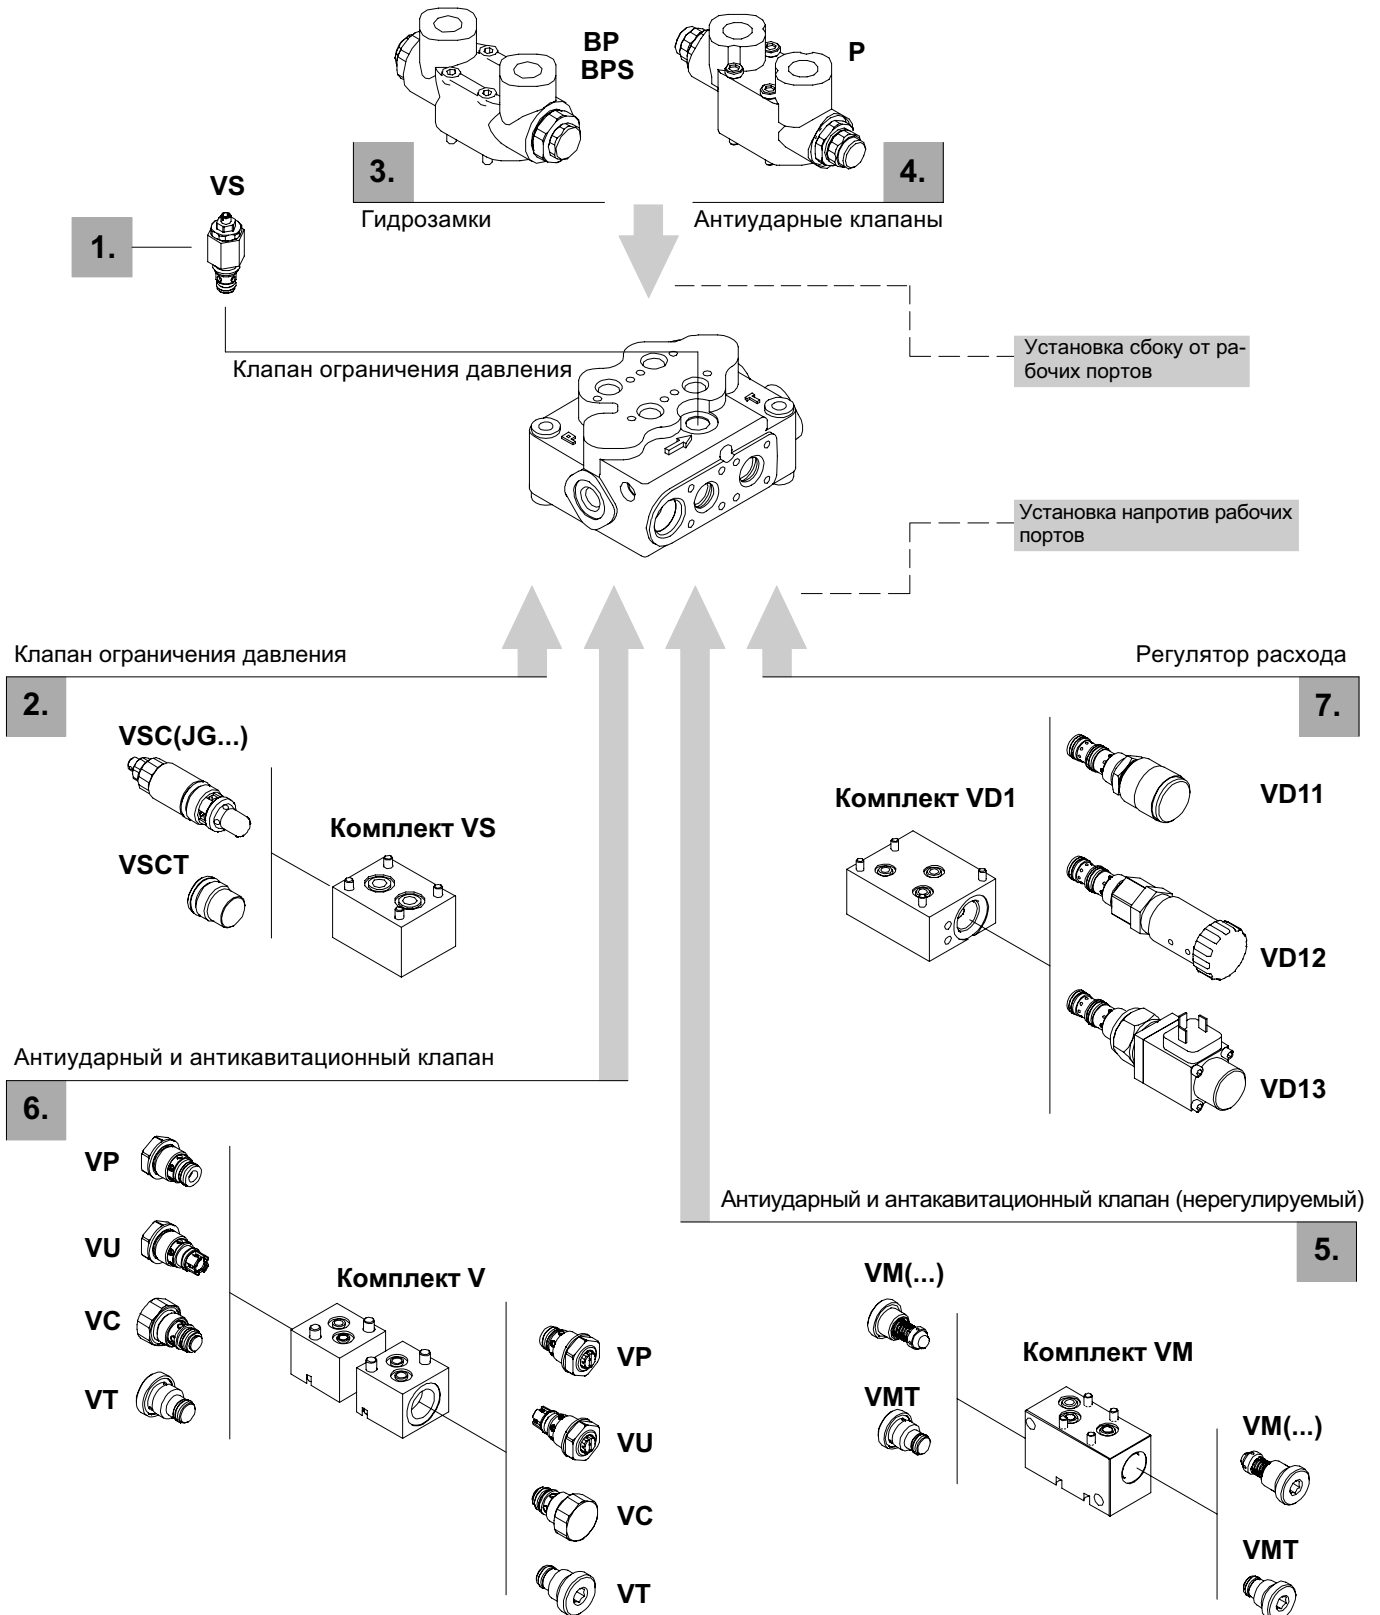 BP
BPS
P
3.
4.
Гидрозамки
Антиударные клапаны
VS
1.
Клапан ограничения давления
Установка сбоку от ра-
бочих портов
P
T
Установка напротив рабочих
портов
Клапан ограничения давления
2.
VSC(JG...)
VSCT
Комплект VS
Регулятор расхода
7.
Комплект VD1
VD11
VD12
VD13
Антиударный и антикавитационный клапан
6.
VP
VU
VC
VT
Комплект V
VP
VU
VC
VT
Антиударный и антакавитационный клапан (нерегулируемый)
5.
VM(...)
VMT
Комплект VM
VM(...)
VMT